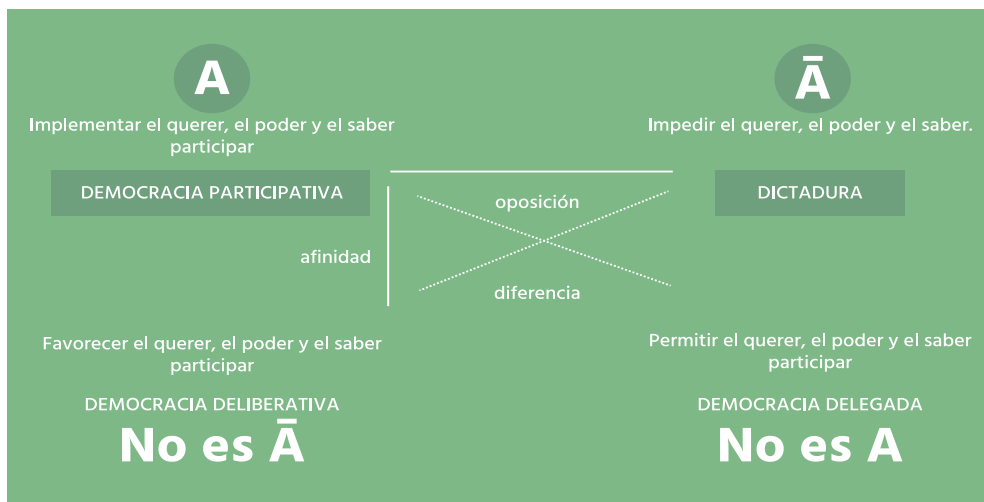 A
Ā
Implementar el querer, el poder y el saber
participar
Impedir el querer, el poder y el saber.
DEMOCRACIA PARTICIPATIVA
DICTADURA
oposición
afinidad
diferencia
Favorecer el querer, el poder y el saber
participar
Permitir el querer, el poder y el saber
participar
DEMOCRACIA DELIBERATIVA
DEMOCRACIA DELEGADA
No es Ā
No es A